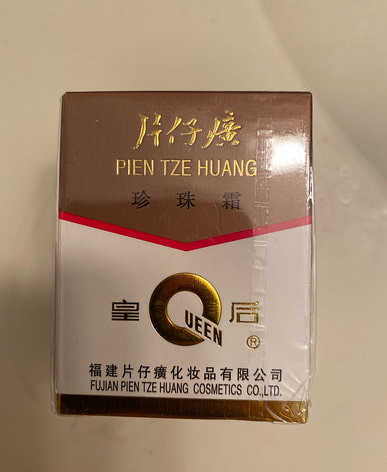 片仔癀
PIEN TZE HUANG
珍珠霜
皇 QUEEN 后 ®
福建片仔癀化妆品有限公司
FUJIAN PIEN TZE HUANG COSMETICS CO.,LTD.